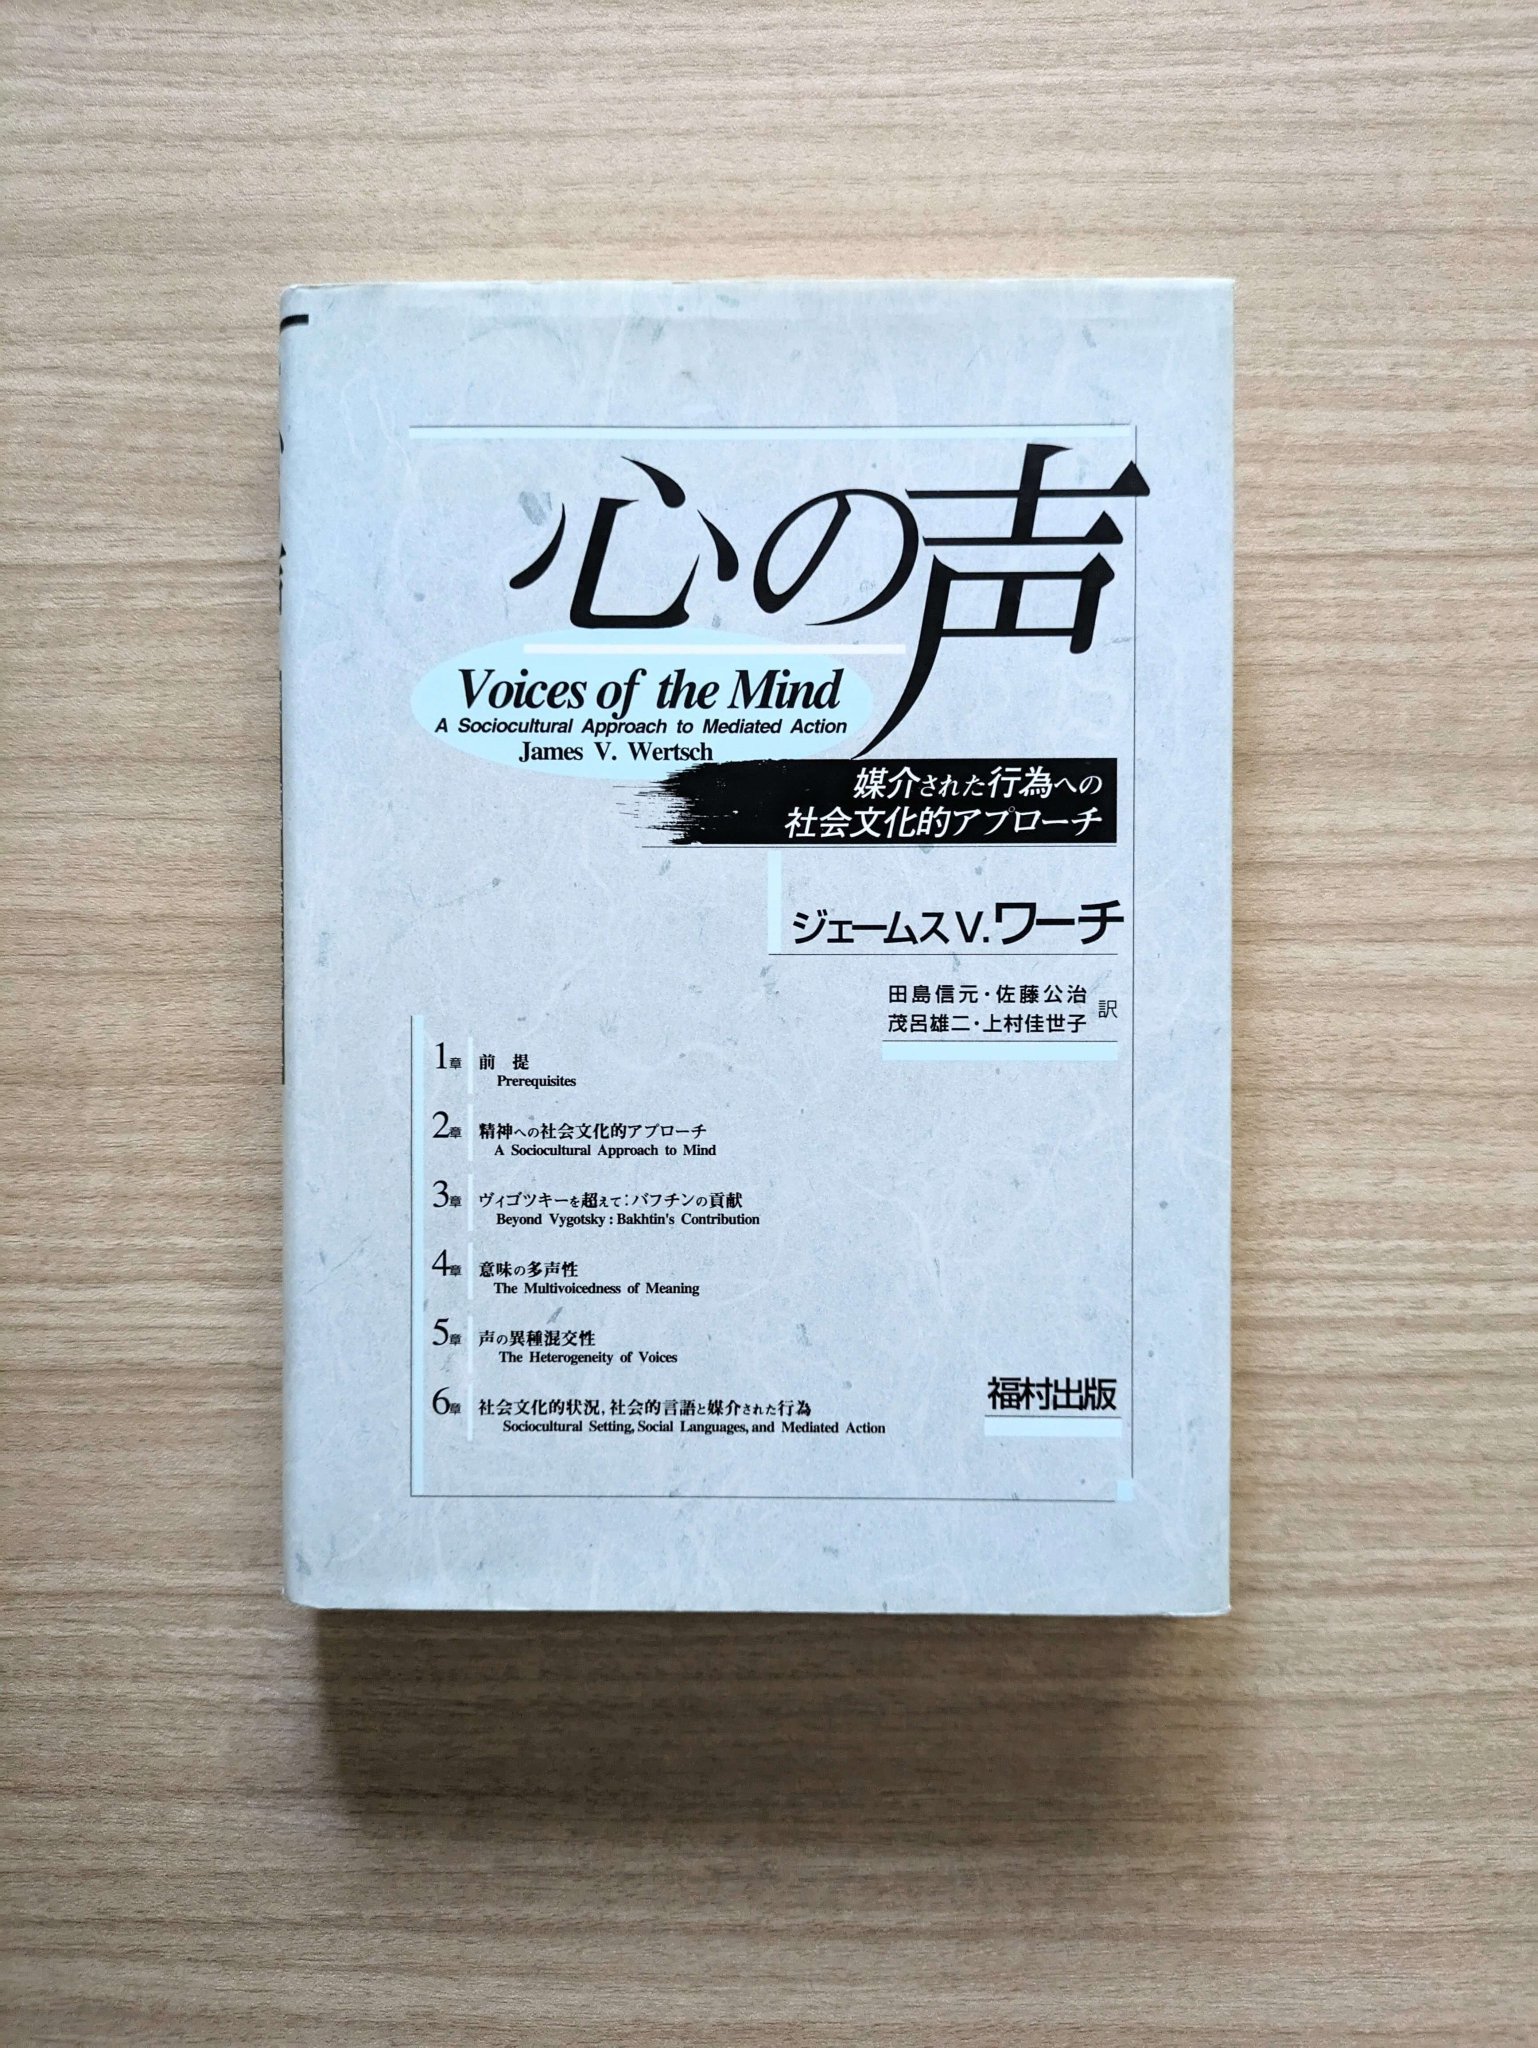 心の声
Voices of the Mind
A Sociocultural Approach to Mediated Action
James V. Wertsch
媒介された行為への
社会文化的アプローチ
ジェームス V. ワーチ
田島信元・佐藤公治
茂呂雄二・上村佳世子
訳
1章 前提
Prerequisites
2章 精神への社会文化的アプローチ
A Sociocultural Approach to Mind
3章 ヴィゴツキーを超えて:バフチンの貢献
Beyond Vygotsky : Bakhtin's Contribution
4章 意味の多声性
The Multivoicedness of Meaning
5章 声の異種混交性
The Heterogeneity of Voices
6章 社会文化的状況,社会的言語と媒介された行為
Sociocultural Setting, Social Languages, and Mediated Action
福村出版